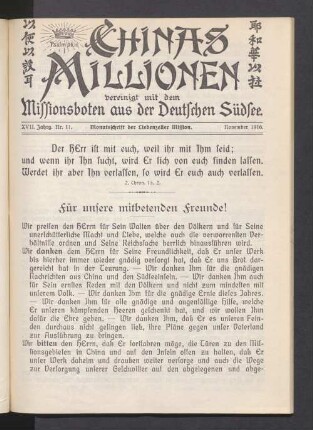 CHINAS
MILLIONEN
vereinigt mit dem
Missionsboten aus der Deutschen Südsee.
XVII. Jahrg. Nr. 11. Monatsschrift der Liebenzeller Mission. November 1916.
Der HErr ist mit euch, weil ihr mit Ihm seid;
und wenn ihr Ihn sucht, wird Er sich von euch finden lassen.
Werdet ihr aber Ihn verlassen, so wird Er euch auch verlassen.
2. Chron. 15, 2.
Für unsere mitbetenden Freunde!
Wir preisen den HErrn für Sein Walten über den Völkern und für Seine
unerschütterliche Macht und Liebe, welche auch die verworrensten Ver-
hältnisse ordnen und Seine Reichssache herrlich hinausführen wird.
Wir danken dem HErrn für Seine Freundlichkeit, daß Er unser Werk
bis hierher immer wieder gnädig versorgt hat, daß Er uns Brot dar-
gereicht hat in der Teurung. — Wir danken Ihm für die gnädigen
Nachrichten aus China und den Südseeinseln. — Wir danken Ihm auch
für Sein ernstes Reden mit den Völkern und nicht zum mindesten mit
unserem Volk. — Wir danken Ihm für die gnädige Ernte dieses Jahres.
— Wir danken Ihm für alle gnädige und augenfällige Hilfe, welche
Er unseren kämpfenden Heeren geschenkt hat, und wir danken Ihm,
daß Er keinen ... — Wir danken Ihm, daß Er es unseren Fein-
den durchaus nicht gelingen ließ, ihre Pläne gegen unser Vaterland
zur Ausführung zu bringen.
Wir bitten den HErrn, daß Er fortfahren möge, die Türen zu den Mis-
sionsgebieten in China und auf den Inseln offen zu halten, daß Er
unser Werk daheim und draußen weiter versorge und auch die Wege
zur Versorgung unserer Geschwister auf den abgelegenen und abge-